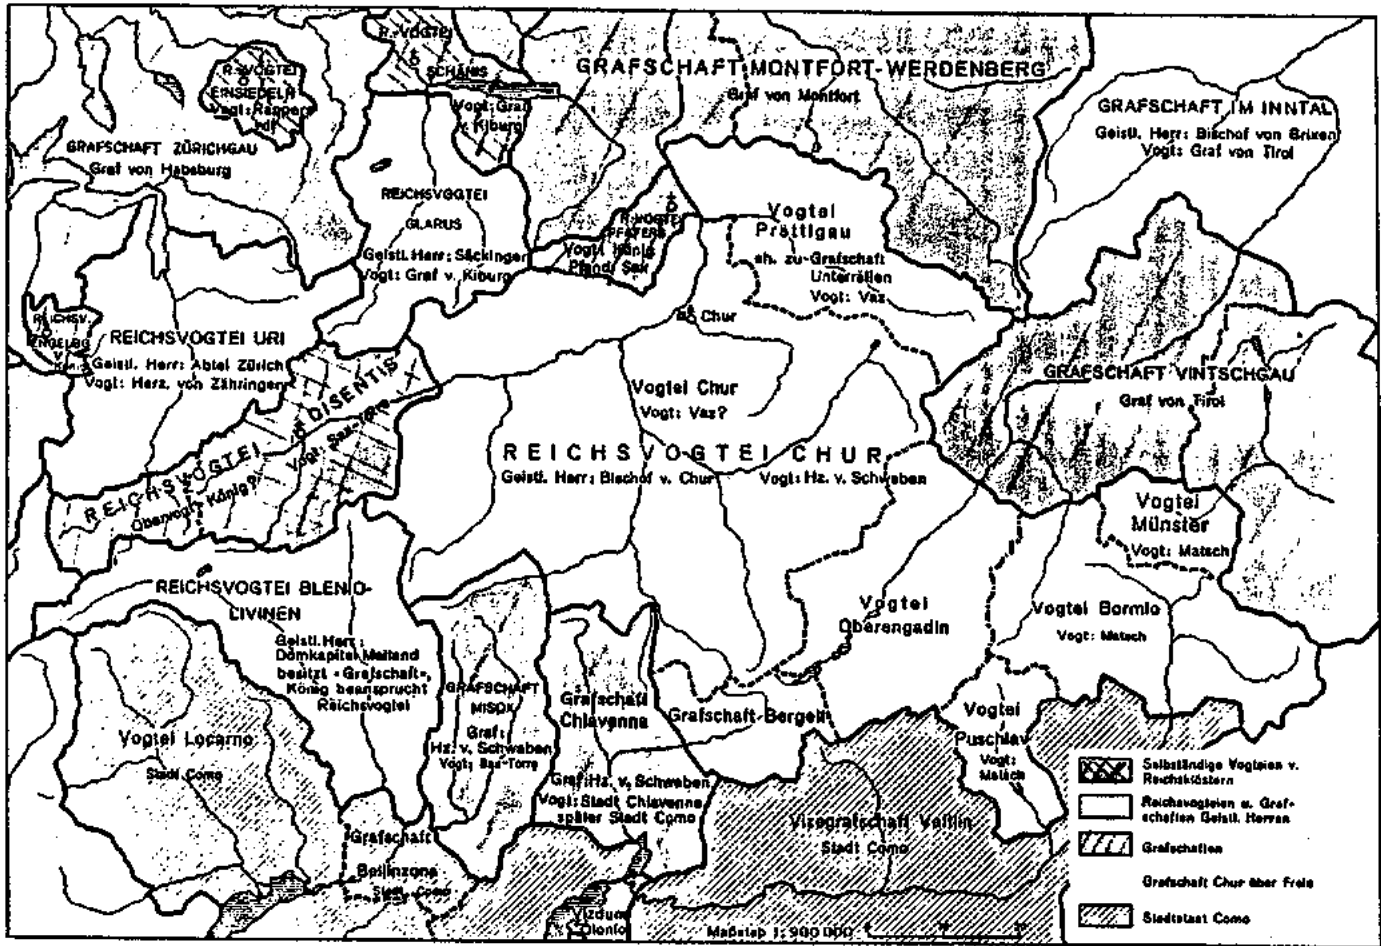 R.-VOGTEI
SCHÄNIS
Vogt: Graf
v. Kiburg
R.-VOGTEI
EINSIEDELN
Vogt: Rapper
GRAFSCHAFT MONTFORT-WERDENBERG
Graf von Montfort
GRAFSCHAFT IM INNTAL
Geistl. Herr: Bischof von Brixen
Vogt: Graf von Tirol
GRAFSCHAFT ZÜRICHGAU
Graf von Habsburg
REICHSVOGTEI
GLARUS
Geistl. Herr: Säckingen
Vogt: Graf v. Kiburg
R.-VOGTEI
PFÄFERS
Vogt: König
Pfand: Sax
Vogtei
Prättigau
eh. zu-Grafschaft
Unterrätien
Vogt: Vaz
Chur
REICHSV.
ENGELBG
REICHSVOGTEI URI
Geistl. Herr: Abtei Zürich
Vogt: Herz. von Zähringen
REICHSVOGTEI DISENTIS
Obervogt: König?
Vogt: Sax-Torre
Vogtei Chur
Vogt: Vaz?
REICHSVOGTEI CHUR
Geistl. Herr: Bischof v. Chur
Vogt: Hz. v. Schwaben
GRAFSCHAFT VINTSCHGAU
Graf von Tirol
Vogtei
Münster
Vogt: Matsch
REICHSVOGTEI BLENIO-
LIVINEN
Geistl. Herr:
Domkapitel Mailand
besitzt «Grafschaft»,
König beansprucht
Reichsvogtei
Vogtei
Oberengadin
Vogtei Bormio
Vogt: Matsch
GRAFSCHAFT
MISOX
Graf:
Hz. v. Schwaben
Vogt: Sax-Torre
Grafschaft
Chiavenna
Graf: Hz. v. Schweben
Vogt: Stadt Chiavenna
später Stadt Como
Grafschaft-Bergell
Vogtei
Puschlav
Vogt:
Matsch
Vogtei Locarno
Stadt Como
Grafschaft
Bellinzona
Stadt Como
Vizegrafschaft Veltlin
Stadt Como
Vizdum
Olonio
Maßstab 1:900 000
Selbständige Vogteien v.
Reichsklöstern
Reichsvogteien u. Graf-
schaften Geistl. Herren
Grafschaften
Grafschaft Chur über Freie
Stadtstaat Como